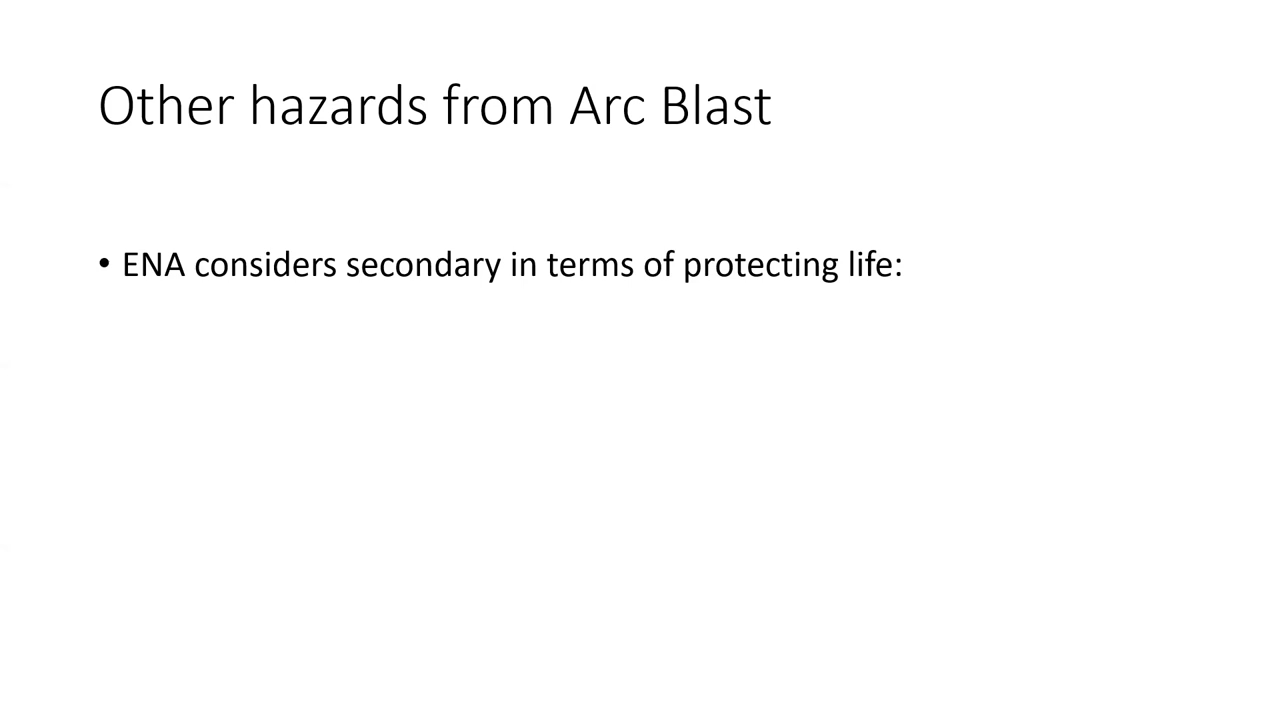 Other hazards from Arc Blast
• ENA considers secondary in terms of protecting life: